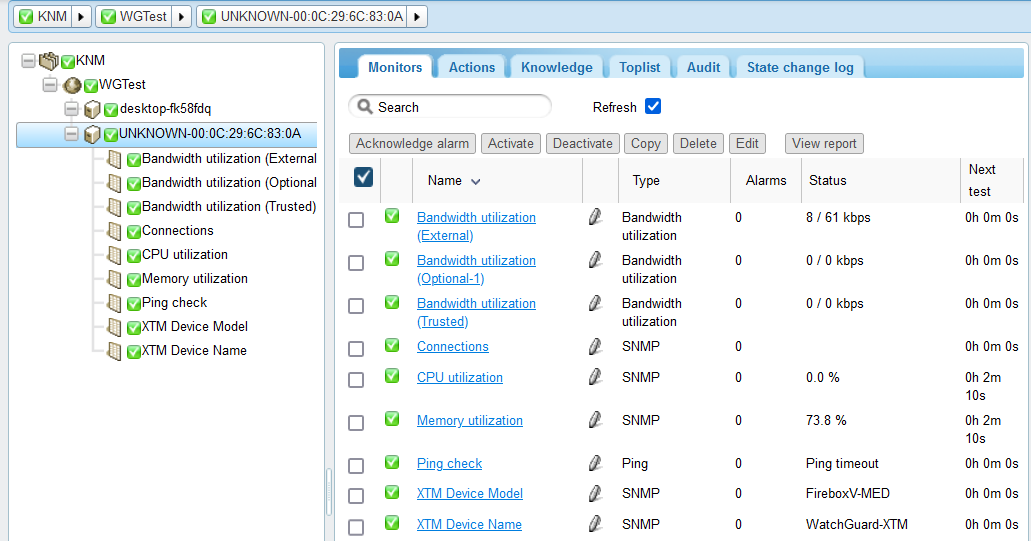 KNM WGTest UNKNOWN-00:0C:29:6C:83:0A
KNM
WGTest
desktop-fk58fdq
UNKNOWN-00:0C:29:6C:83:0A
Bandwidth utilization (External
Bandwidth utilization (Optional
Bandwidth utilization (Trusted)
Connections
CPU utilization
Memory utilization
Ping check
XTM Device Model
XTM Device Name
Monitors Actions Knowledge Toplist Audit State change log
Search Refresh
Acknowledge alarm Activate Deactivate Copy Delete Edit View report
Name Type Alarms Status Next
test
Bandwidth utilization Bandwidth 0 8 / 61 kbps 0h 0m 0s
(External) utilization
Bandwidth utilization Bandwidth 0 0 / 0 kbps 0h 0m 0s
(Optional-1) utilization
Bandwidth utilization Bandwidth 0 0 / 0 kbps 0h 0m 0s
(Trusted) utilization
Connections SNMP 0 0h 0m 0s
CPU utilization SNMP 0 0.0 % 0h 2m
10s
Memory utilization SNMP 0 73.8 % 0h 2m
10s
Ping check Ping 0 Ping timeout 0h 0m 0s
XTM Device Model SNMP 0 FireboxV-MED 0h 0m 0s
XTM Device Name SNMP 0 WatchGuard-XTM 0h 0m 0s